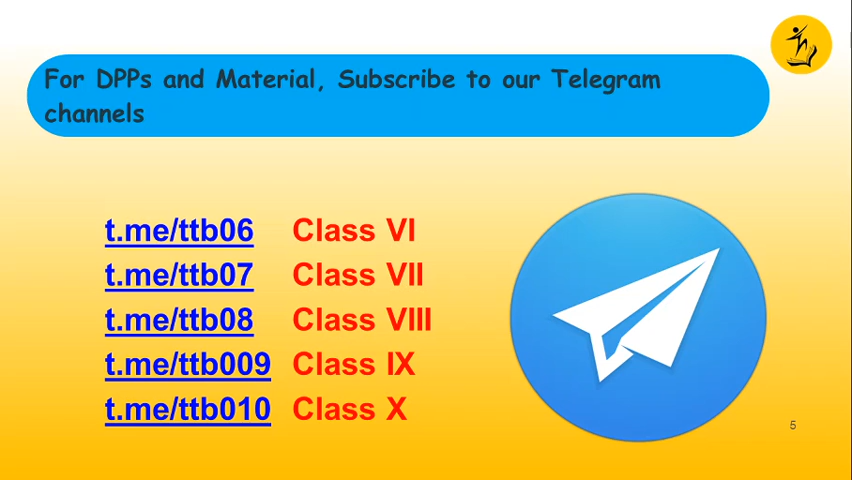 For DPPs and Material, Subscribe to our Telegram
channels
t.me/ttb06 Class VI
t.me/ttb07 Class VII
t.me/ttb08 Class VIII
t.me/ttb009 Class IX
t.me/ttb010 Class X
5